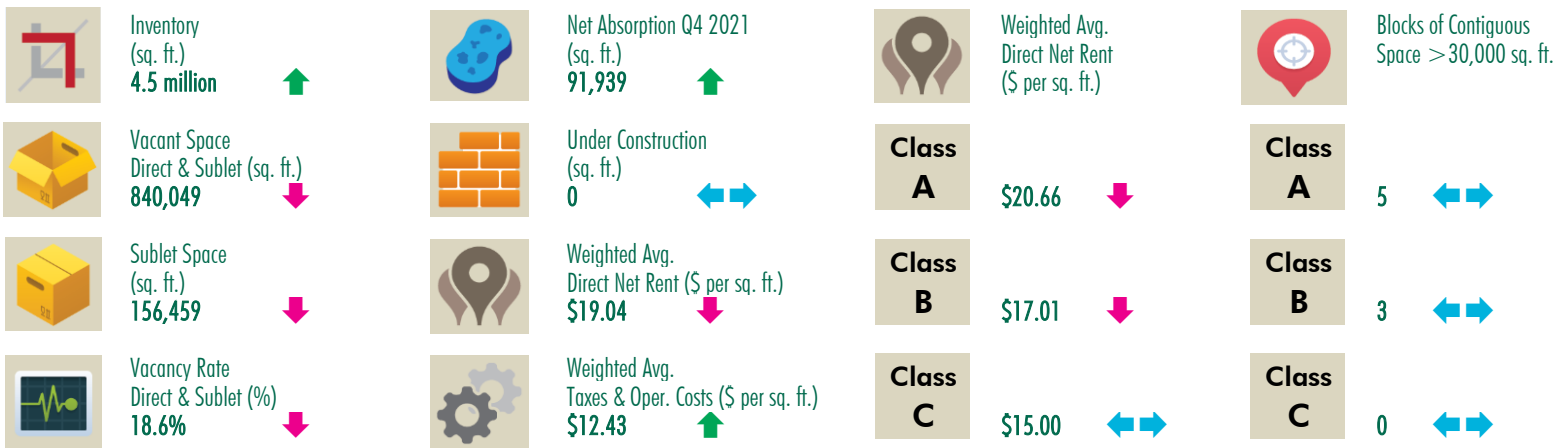 Inventory
(sq. ft.)
4.5 million
Vacant Space
Direct & Sublet (sq. ft.)
840,049
Sublet Space
(sq. ft.)
156,459
Vacancy Rate
Direct & Sublet (%)
18.6%
Net Absorption Q4 2021
(sq. ft.)
91,939
Under Construction
(sq. ft.)
0
Weighted Avg.
Direct Net Rent ($ per sq. ft.)
$19.04
Weighted Avg.
Taxes & Oper. Costs ($ per sq. ft.)
$12.43
Weighted Avg.
Direct Net Rent
($ per sq. ft.)
Class
A
$20.66
Class
B
$17.01
Class
C
$15.00
Blocks of Contiguous
Space >30,000 sq. ft.
Class
A
5
Class
B
3
Class
C
0